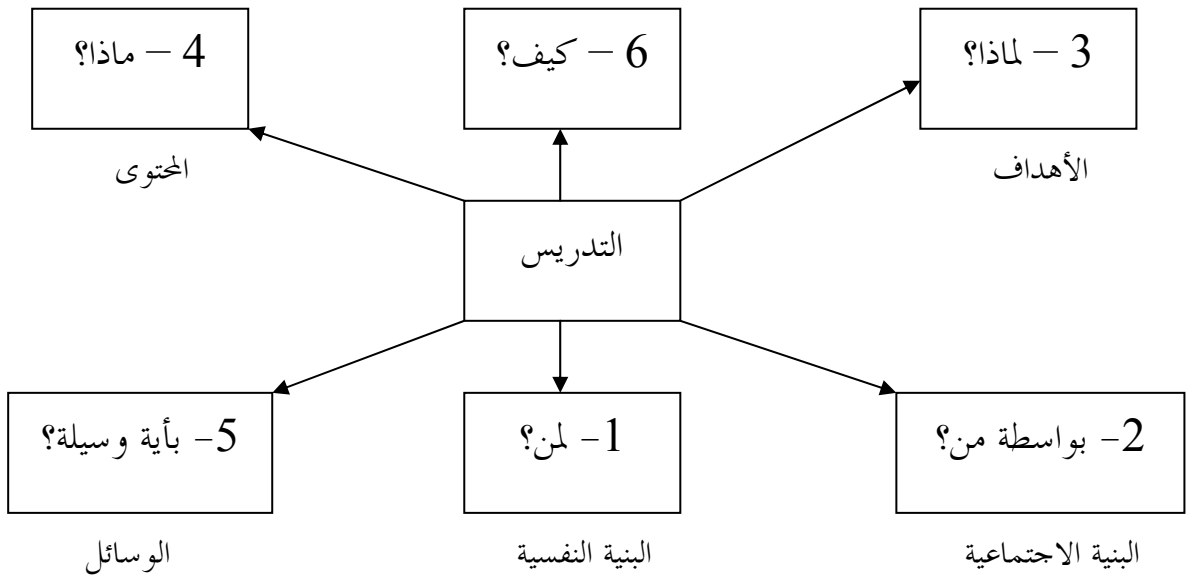 3 – لماذا؟
6 – كيف؟
4 – ماذا؟
الأهداف
المحتوى
التدريس
2- بواسطة من؟
1- لمن؟
5- بأية وسيلة؟
البنية الاجتماعية
البنية النفسية
الوسائل